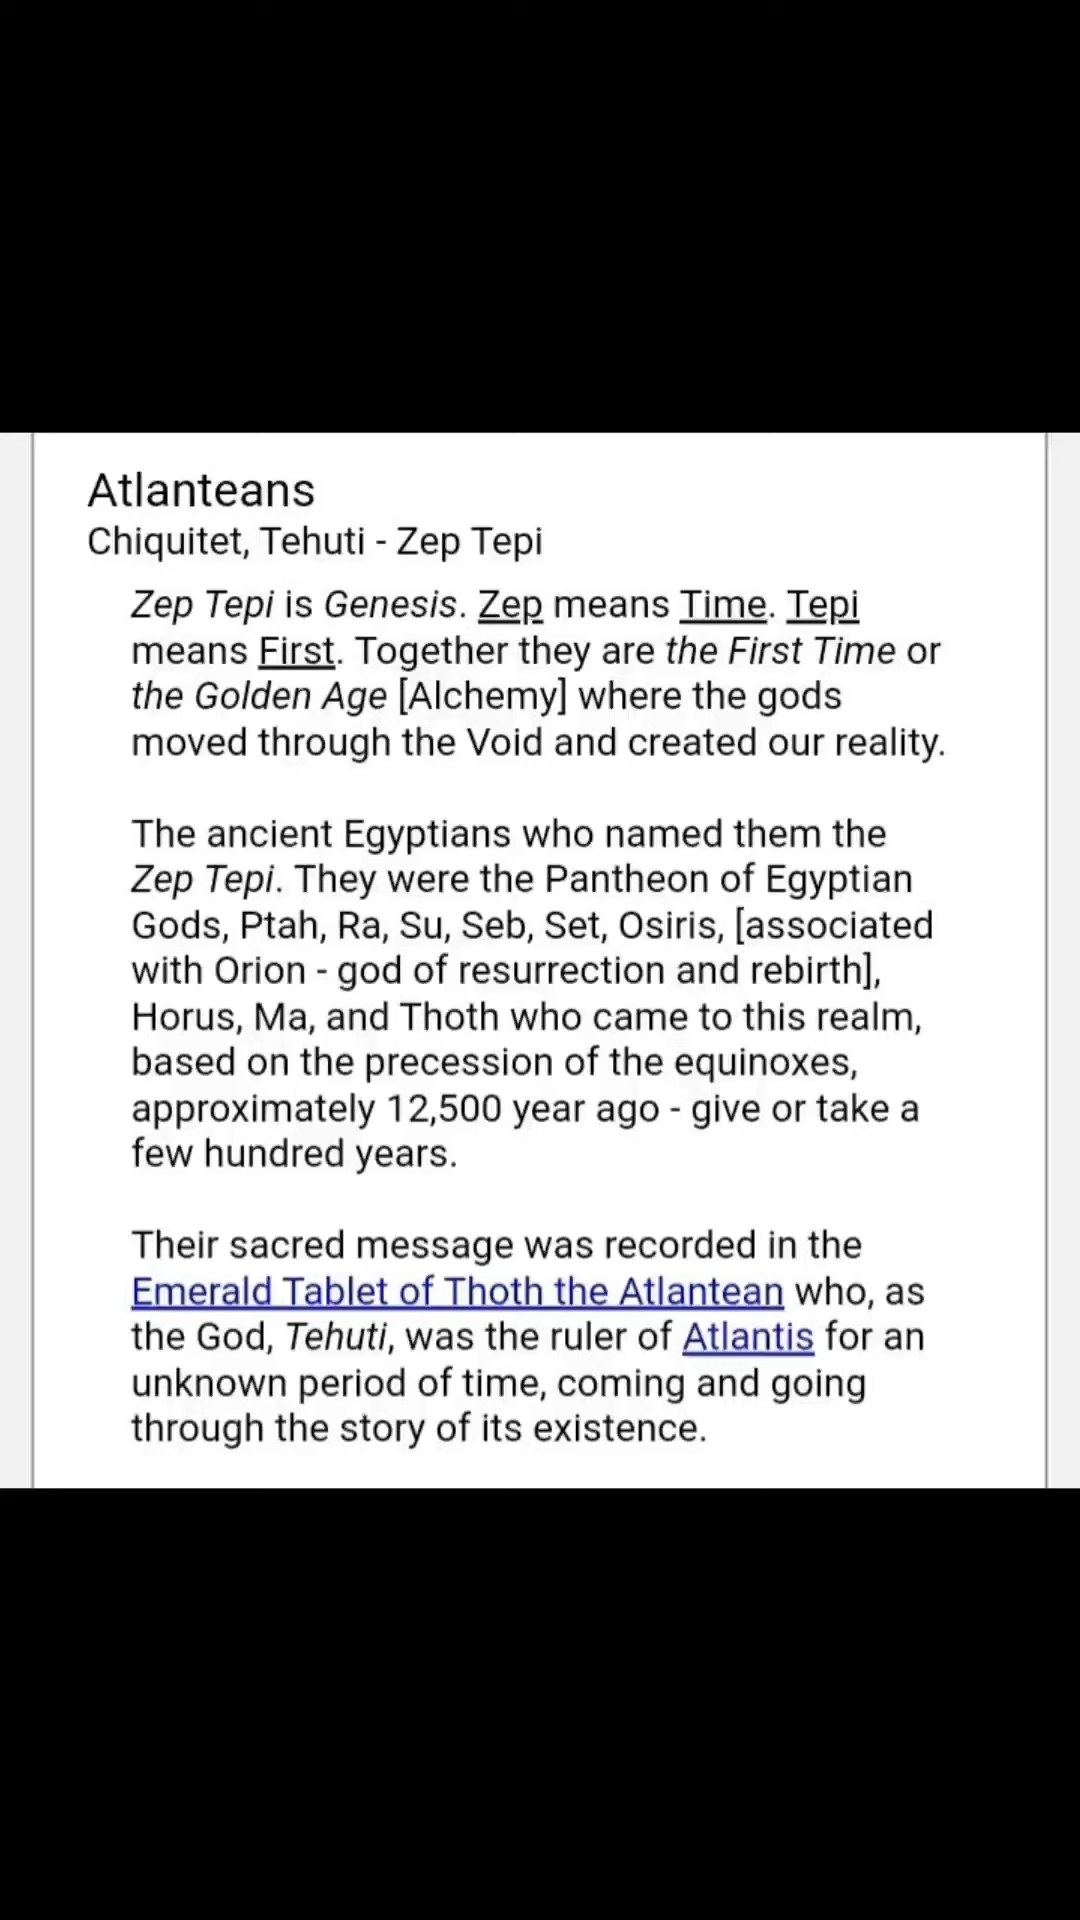 Atlanteans
Chiquitet, Tehuti - Zep Tepi
Zep Tepi is Genesis. Zep means Time. Tepi
means First. Together they are the First Time or
the Golden Age [Alchemy] where the gods
moved through the Void and created our reality.
The ancient Egyptians who named them the
Zep Tepi. They were the Pantheon of Egyptian
Gods, Ptah, Ra, Su, Seb, Set, Osiris, [associated
with Orion - god of resurrection and rebirth],
Horus, Ma, and Thoth who came to this realm,
based on the precession of the equinoxes,
approximately 12,500 year ago - give or take a
few hundred years.
Their sacred message was recorded in the
Emerald Tablet of Thoth the Atlantean who, as
the God, Tehuti, was the ruler of Atlantis for an
unknown period of time, coming and going
through the story of its existence.